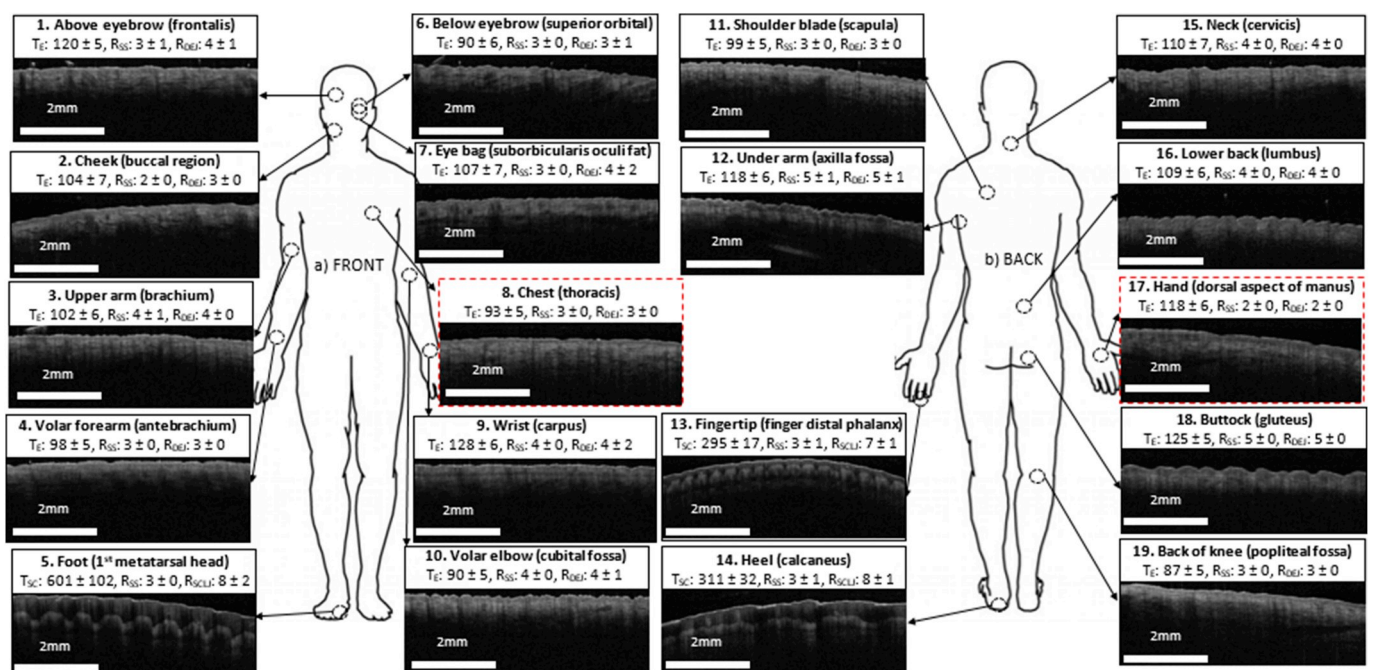 1. Above eyebrow (frontalis)
TE: 120 ± 5, RSS: 3 ± 1, RDEJ: 4 ± 1
2mm
2. Cheek (buccal region)
TE: 104 ± 7, RSS: 2 ± 0, RDEJ: 3 ± 0
2mm
3. Upper arm (brachium)
TE: 102 ± 6, RSS: 4 ± 1, RDEJ: 4 ± 0
2mm
4. Volar forearm (antebrachium)
TE: 98 ± 5, RSS: 3 ± 0, RDEJ: 3 ± 0
2mm
5. Foot (1st metatarsal head)
TSC: 601 ± 102, RSS: 3 ± 0, RSCLJ: 8 ± 2
2mm
6. Below eyebrow (superior orbital)
TE: 90 ± 6, RSS: 3 ± 0, RDEJ: 3 ± 1
2mm
7. Eye bag (suborbicularis oculi fat)
TE: 107 ± 7, RSS: 3 ± 0, RDEJ: 4 ± 2
2mm
a) FRONT
8. Chest (thoracis)
TE: 93 ± 5, RSS: 3 ± 0, RDEJ: 3 ± 0
2mm
9. Wrist (carpus)
TE: 128 ± 6, RSS: 4 ± 0, RDEJ: 4 ± 2
2mm
10. Volar elbow (cubital fossa)
TE: 90 ± 5, RSS: 4 ± 0, RDEJ: 4 ± 1
2mm
11. Shoulder blade (scapula)
TE: 99 ± 5, RSS: 3 ± 0, RDEJ: 3 ± 0
2mm
12. Under arm (axilla fossa)
TE: 118 ± 6, RSS: 5 ± 1, RDEJ: 5 ± 1
2mm
13. Fingertip (finger distal phalanx)
TSC: 295 ± 17, RSS: 3 ± 1, RSCLJ: 7 ± 1
2mm
14. Heel (calcaneus)
TSC: 311 ± 32, RSS: 3 ± 1, RSCLJ: 8 ± 1
2mm
b) BACK
15. Neck (cervicis)
TE: 110 ± 7, RSS: 4 ± 0, RDEJ: 4 ± 0
2mm
16. Lower back (lumbus)
TE: 109 ± 6, RSS: 4 ± 0, RDEJ: 4 ± 0
2mm
17. Hand (dorsal aspect of manus)
TE: 118 ± 6, RSS: 2 ± 0, RDEJ: 2 ± 0
2mm
18. Buttock (gluteus)
TE: 125 ± 5, RSS: 5 ± 0, RDEJ: 5 ± 0
2mm
19. Back of knee (popliteal fossa)
TE: 87 ± 5, RSS: 3 ± 0, RDEJ: 3 ± 0
2mm